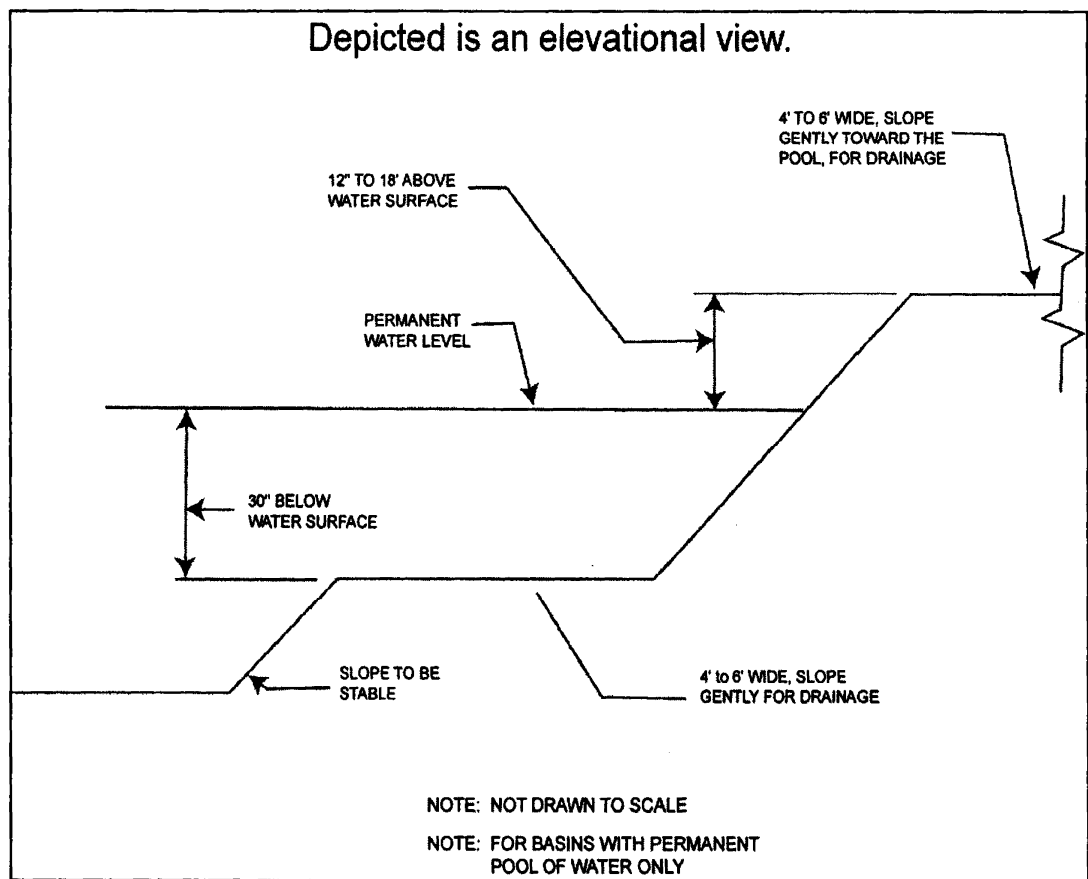 Depicted is an elevational view.
4' TO 6' WIDE, SLOPE
GENTLY TOWARD THE
POOL, FOR DRAINAGE
12" TO 18' ABOVE
WATER SURFACE
PERMANENT
WATER LEVEL
30" BELOW
WATER SURFACE
SLOPE TO BE
STABLE
4' to 6' WIDE, SLOPE
GENTLY FOR DRAINAGE
NOTE: NOT DRAWN TO SCALE
NOTE: FOR BASINS WITH PERMANENT
POOL OF WATER ONLY